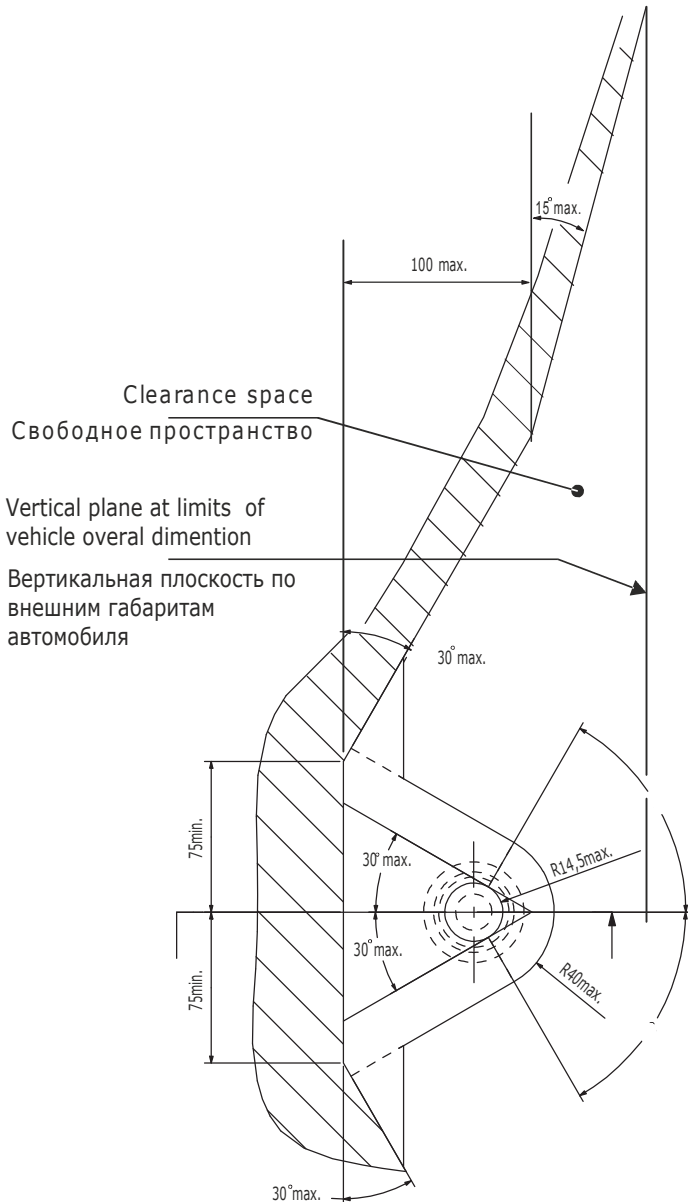 15°max.
100 max.
Clearance space
Свободное пространство
Vertical plane at limits of
vehicle overal dimention
Вертикальная плоскость по
внешним габаритам
автомобиля
30°max.
75min.
30°max.
R14,5max.
30°max.
75min.
R40max.
30°max.